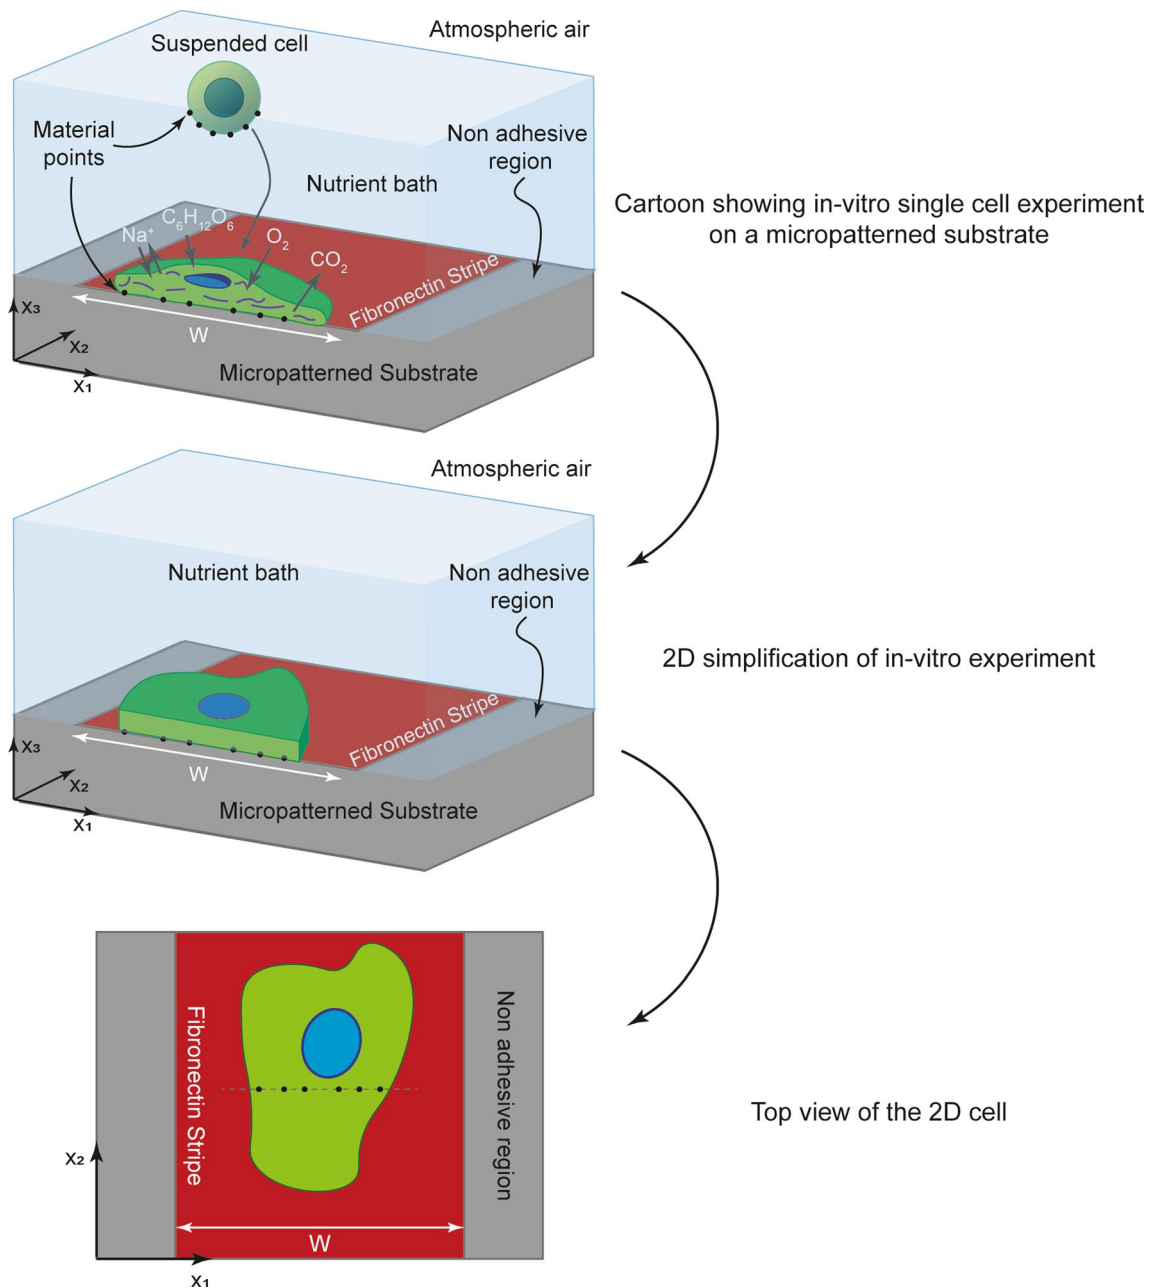 Atmospheric air
Suspended cell
Material
points
Non adhesive
region
Nutrient bath
Cartoon showing in-vitro single cell experiment
on a micropatterned substrate
C₆H₁₂O₆
Na⁺
O₂
CO₂
Fibronectin Stripe
W
x₃
x₂
x₁
Micropatterned Substrate
Atmospheric air
Nutrient bath
Non adhesive
region
2D simplification of in-vitro experiment
Fibronectin Stripe
W
x₃
x₂
x₁
Micropatterned Substrate
Fibronectin Stripe
Non adhesive region
Top view of the 2D cell
x₂
W
x₁